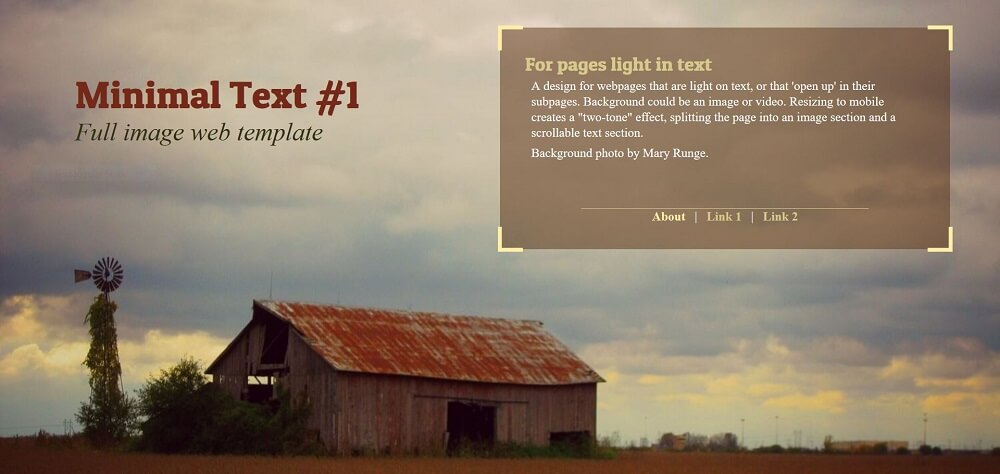 Minimal Text #1
Full image web template
For pages light in text
A design for webpages that are light on text, or that 'open up' in their
subpages. Background could be an image or video. Resizing to mobile
creates a "two-tone" effect, splitting the page into an image section and a
scrollable text section.
Background photo by Mary Runge.
About | Link 1 | Link 2